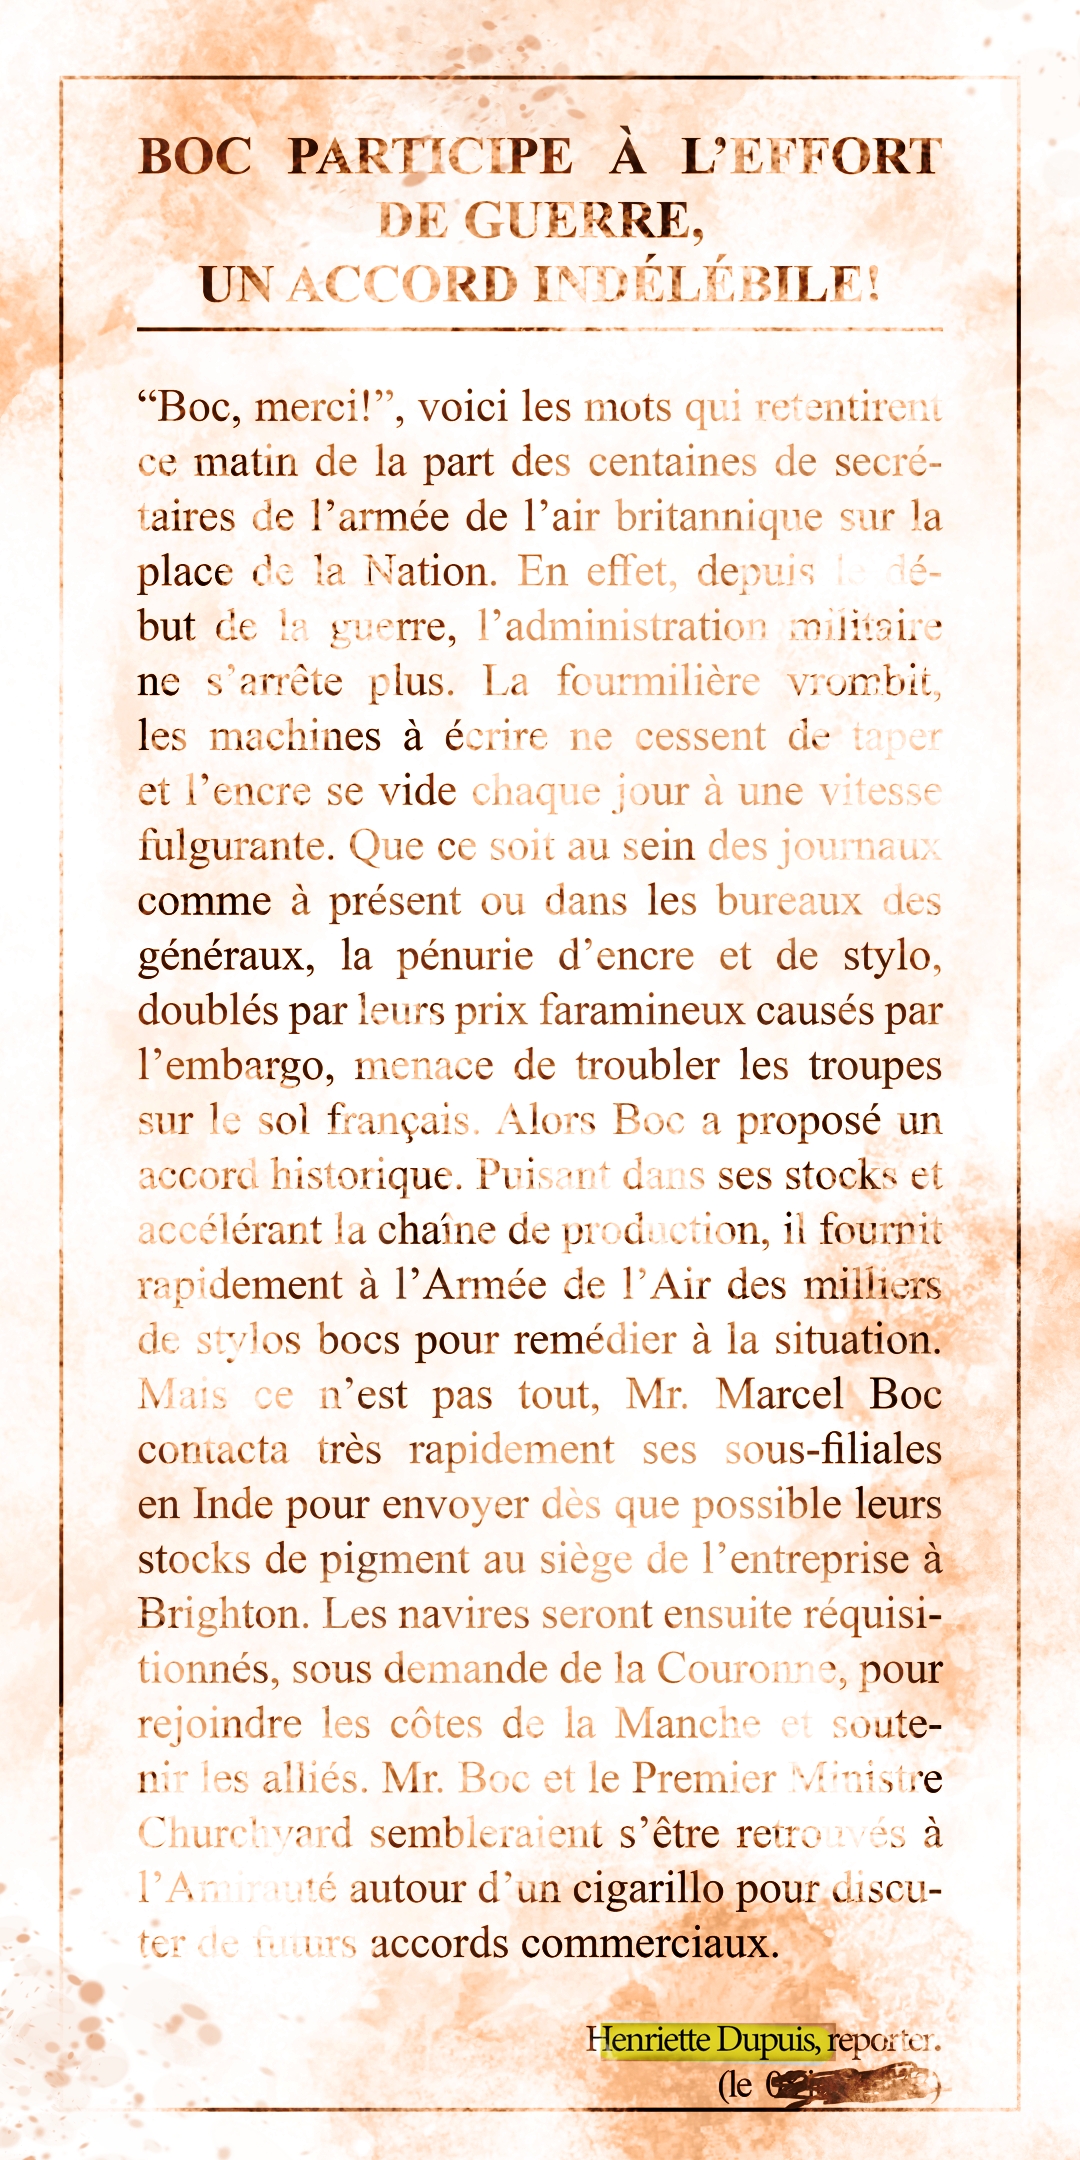 BOC PARTICIPE À L’EFFORT
DE GUERRE,
UN ACCORD INDÉLÉBILE!
“Boc, merci!”, voici les mots qui retentirent
ce matin de la part des centaines de secré-
taires de l’armée de l’air britannique sur la
place de la Nation. En effet, depuis le dé-
but de la guerre, l’administration militaire
ne s’arrête plus. La fourmilière vrombit,
les machines à écrire ne cessent de taper
et l’encre se vide chaque jour à une vitesse
fulgurante. Que ce soit au sein des journaux
comme à présent ou dans les bureaux des
généraux, la pénurie d’encre et de stylo,
doublés par leurs prix faramineux causés par
l’embargo, menace de troubler les troupes
sur le sol français. Alors Boc a proposé un
accord historique. Puisant dans ses stocks et
accélérant la chaîne de production, il fournit
rapidement à l’Armée de l’Air des milliers
de stylos bocs pour remédier à la situation.
Mais ce n’est pas tout, Mr. Marcel Boc
contacta très rapidement ses sous-filiales
en Inde pour envoyer dès que possible leurs
stocks de pigment au siège de l’entreprise à
Brighton. Les navires seront ensuite réquisi-
tionnés, sous demande de la Couronne, pour
rejoindre les côtes de la Manche et soute-
nir les alliés. Mr. Boc et le Premier Ministre
Churchyard sembleraient s’être retrouvés à
l’Amirauté autour d’un cigarillo pour discu-
ter de futurs accords commerciaux.
Henriette Dupuis, reporter.
(le )